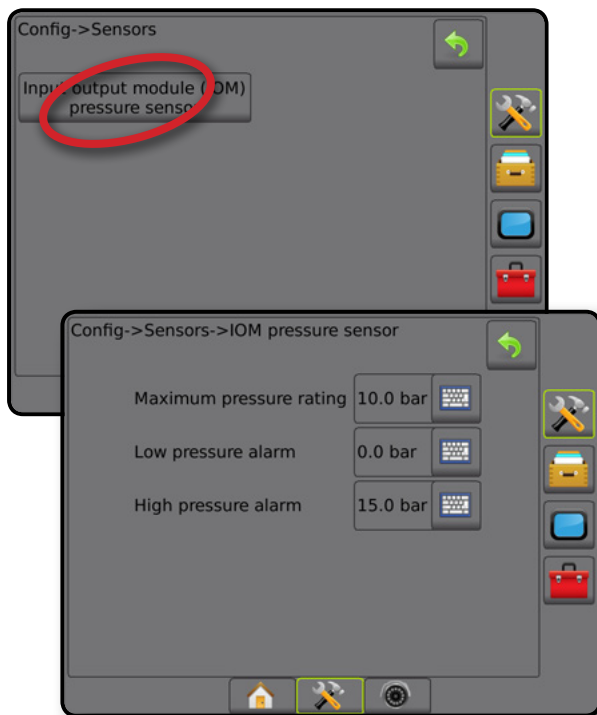 Config->Sensors
Input output module (IOM)
pressure sensor
Config->Sensors->IOM pressure sensor
Maximum pressure rating 10.0 bar
Low pressure alarm 0.0 bar
High pressure alarm 15.0 bar